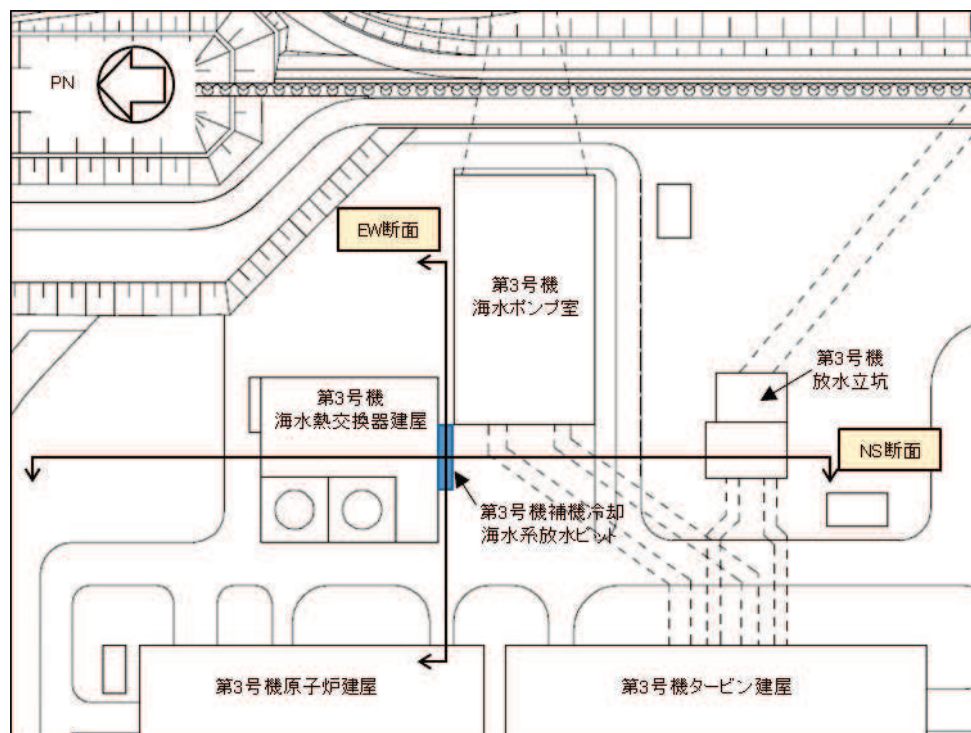 PN
EW断面
第3号機
海水ポンプ室
第3号機
放水立坑
第3号機
海水熱交換器建屋
NS断面
第3号機補機冷却
海水系放水ピット
第3号機原子炉建屋
第3号機タービン建屋